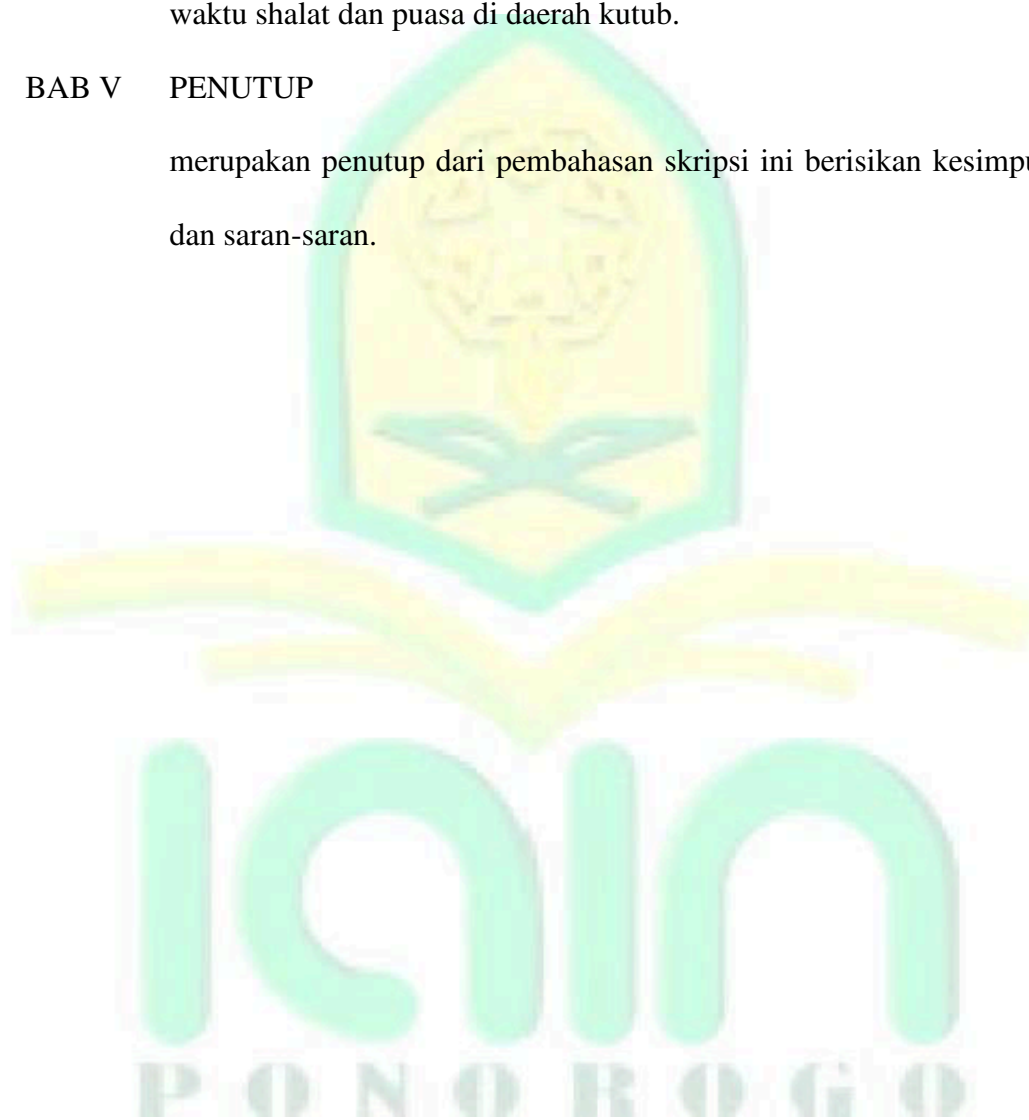 waktu shalat dan puasa di daerah kutub.
BAB V PENUTUP
merupakan penutup dari pembahasan skripsi ini berisikan
dan saran-saran.
iain
PONOROGO